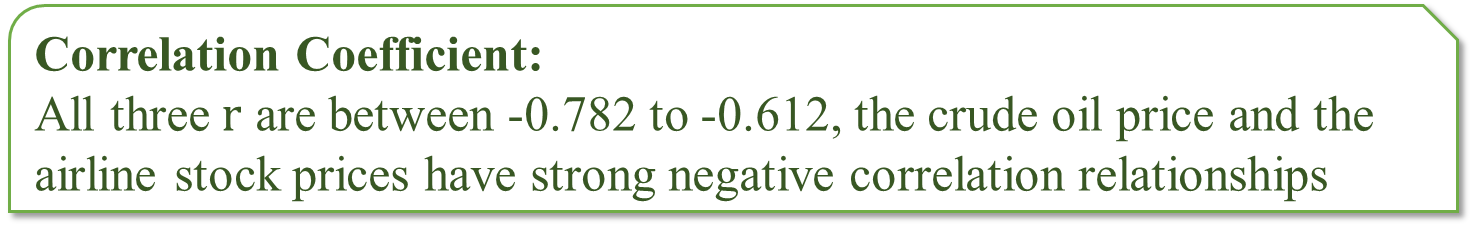 Correlation Coefficient:
All three r are between -0.782 to -0.612, the crude oil price and the
airline stock prices have strong negative correlation relationships